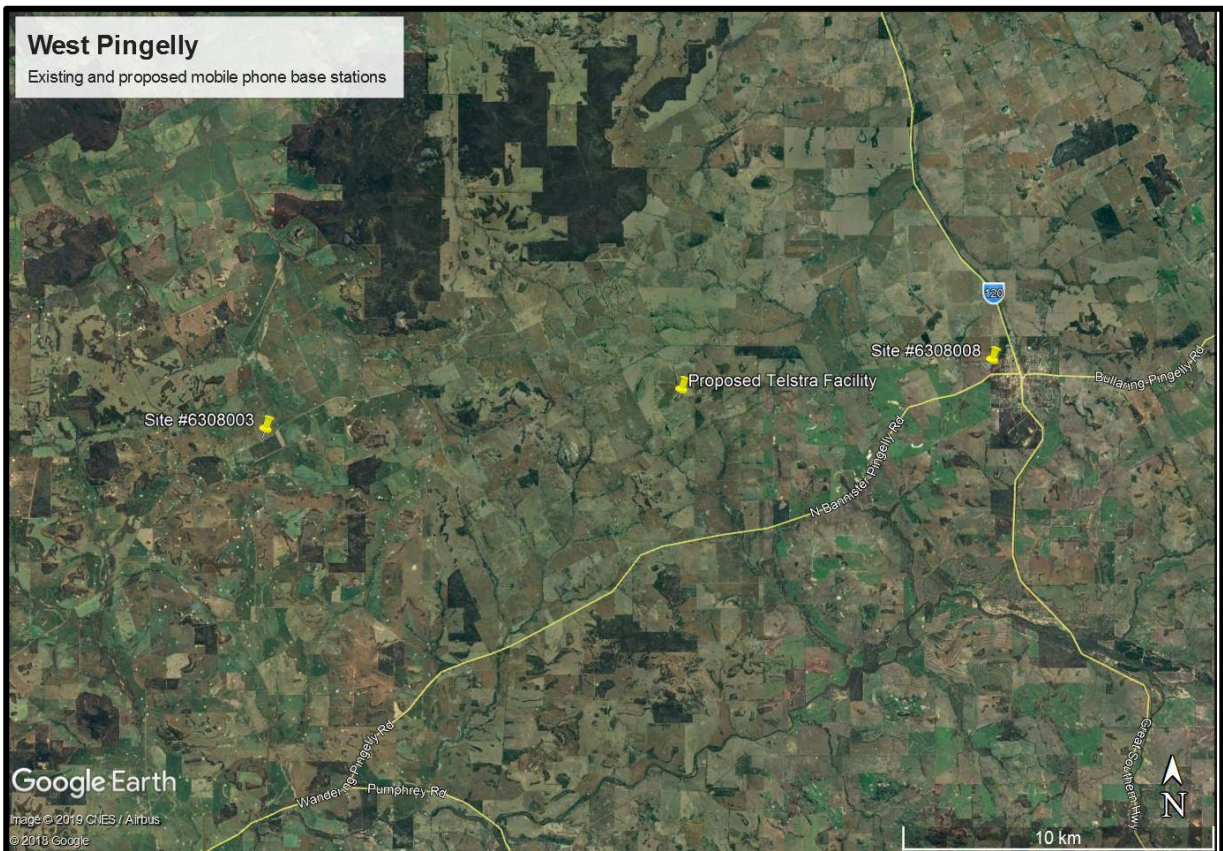 West Pingelly
Existing and proposed mobile phone base stations
120
Site #6308008
Bullaring-Pingelly Rd
Proposed Telstra Facility
Site #6308003
N Bannister-Pingelly Rd
Wandering-Pingelly Rd
Pumphrey Rd
Great Southern Hwy
Google Earth
Image © 2019 CNES / Airbus
© 2018 Google
N
10 km